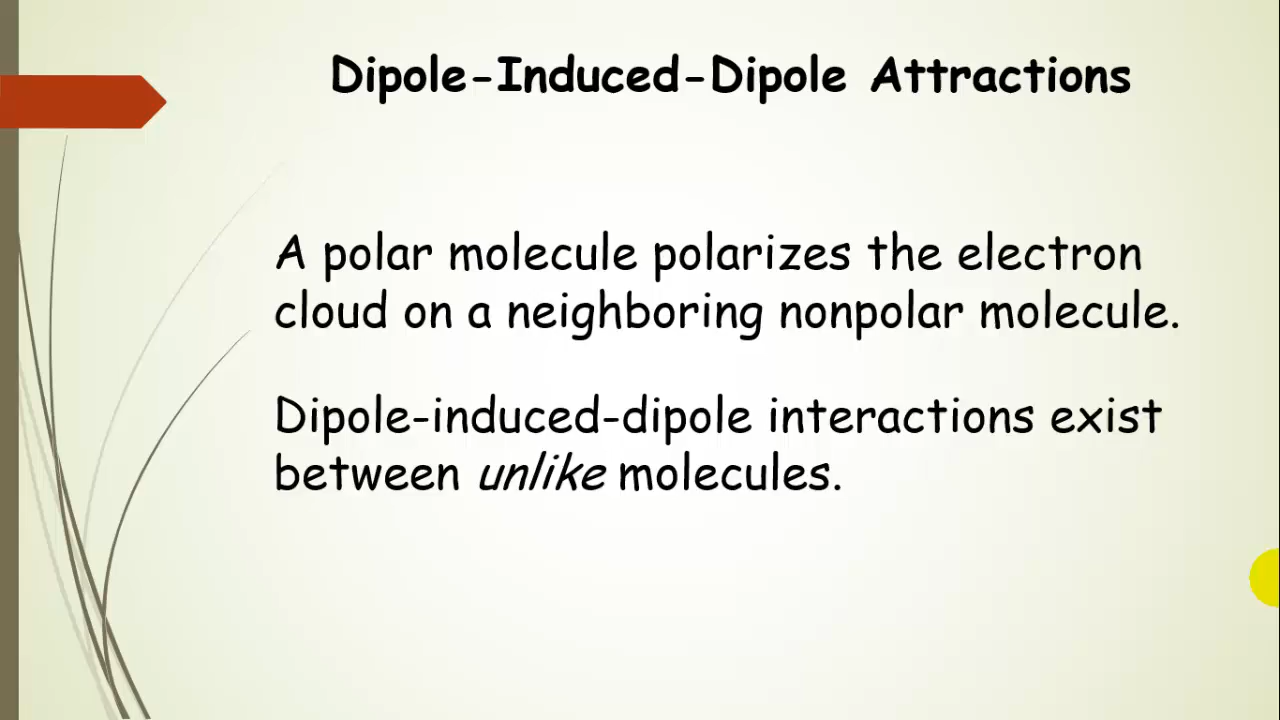 Dipole-Induced-Dipole Attractions
A polar molecule polarizes the electron
cloud on a neighboring nonpolar molecule.
Dipole-induced-dipole interactions exist
between unlike molecules.